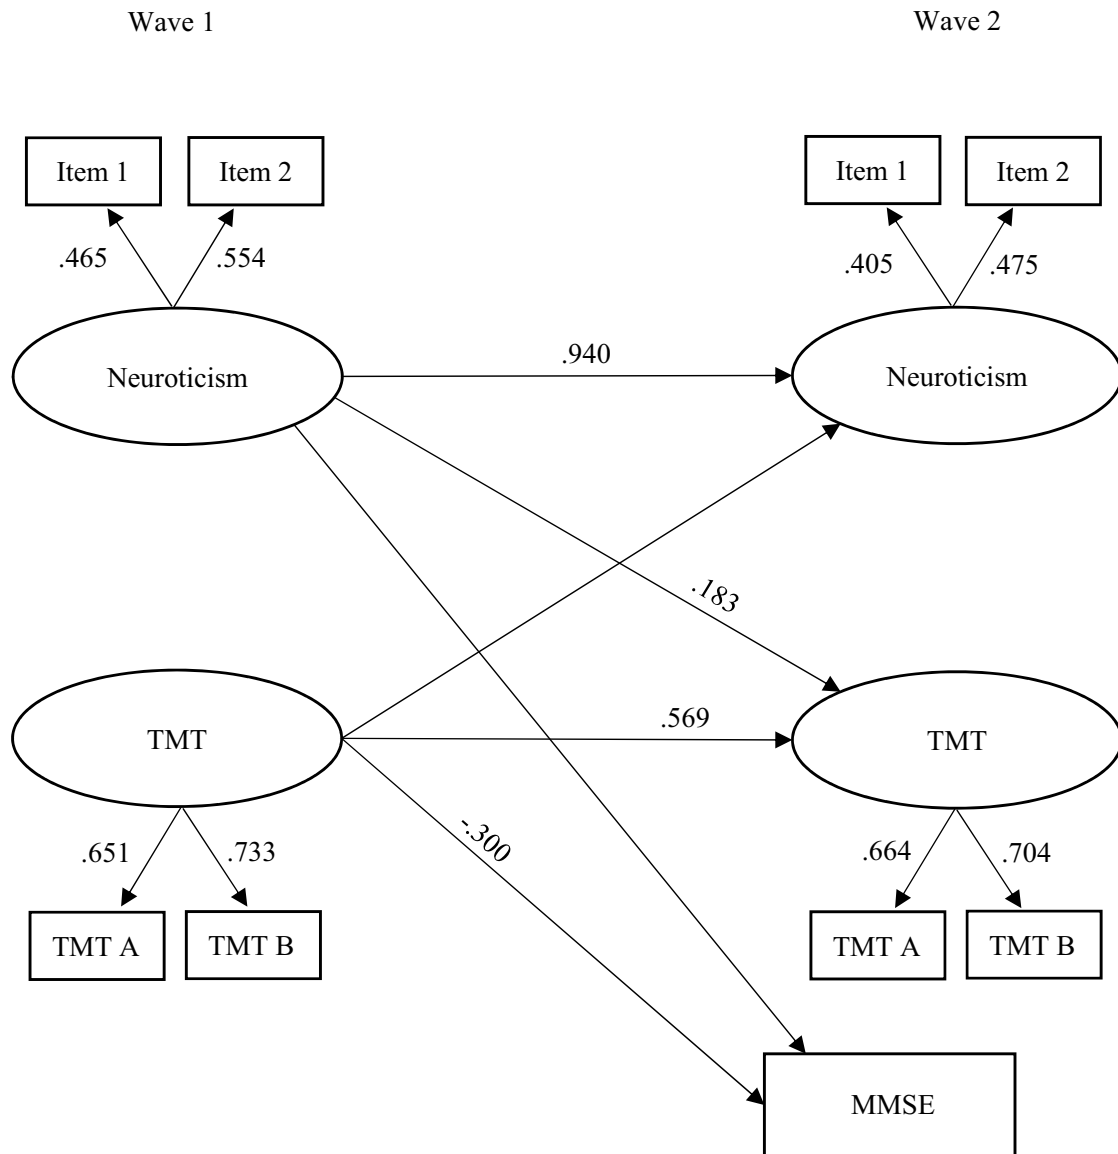 Wave 1
Wave 2
Item 1
Item 2
Item 1
Item 2
.465
.554
.405
.475
Neuroticism
.940
Neuroticism
.183
TMT
.569
TMT
-.300
.651
.733
.664
.704
TMT A
TMT B
TMT A
TMT B
MMSE